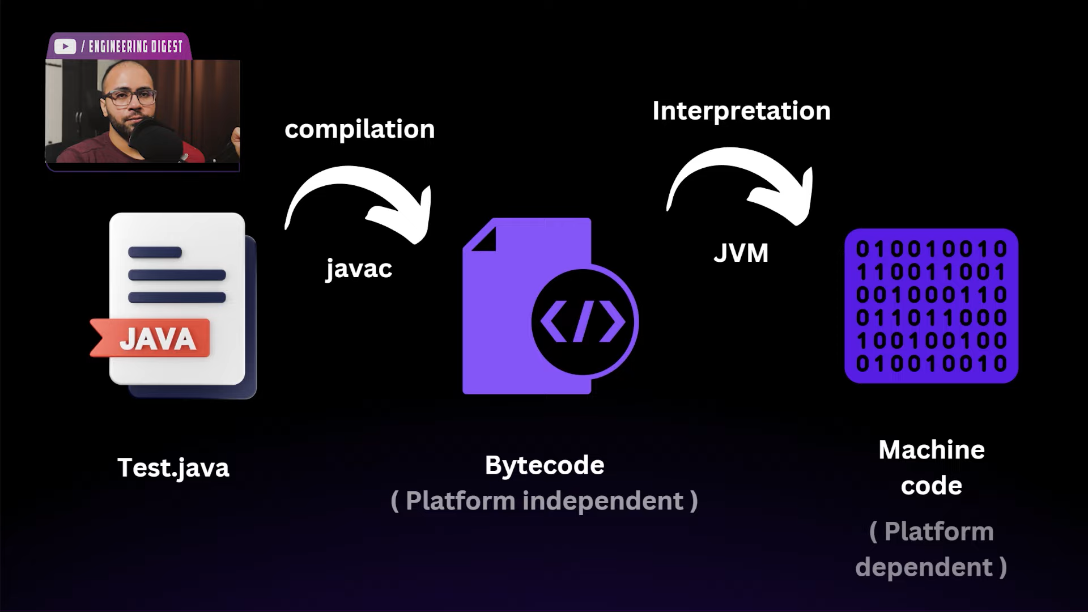 / ENGINEERING DIGEST
compilation
Interpretation
javac
JVM
JAVA
</>
010010010
110011001
001000110
011011000
100100100
010010010
Test.java
Bytecode
( Platform independent )
Machine
code
( Platform
dependent )